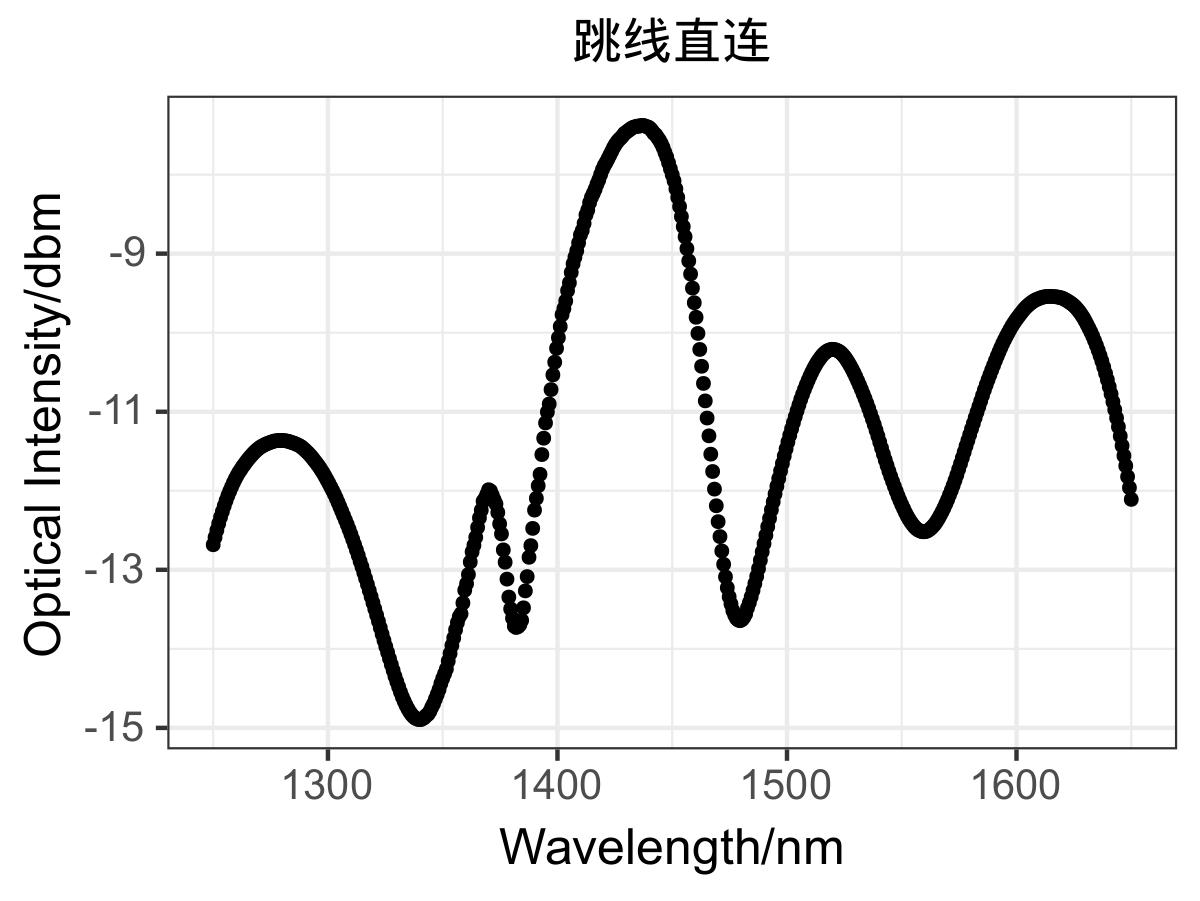 跳线直连
Optical Intensity/dbm
-9
-11
-13
-15
1300 1400 1500 1600
Wavelength/nm